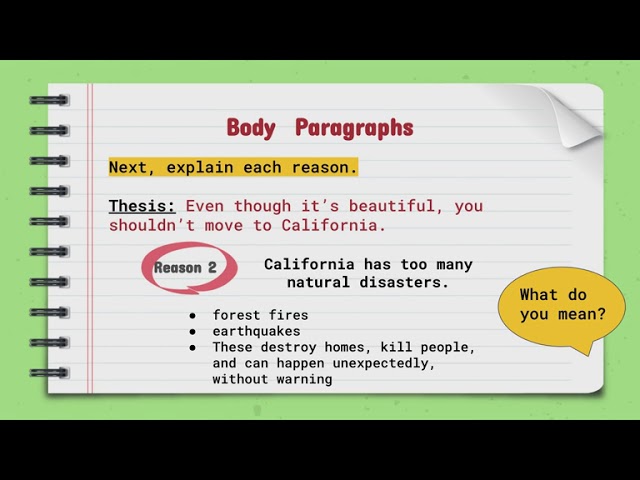 Body Paragraphs
Next, explain each reason.
Thesis: Even though it's beautiful, you
shouldn't move to California.
Reason 2
California has too many
natural disasters.
● forest fires
● earthquakes
● These destroy homes, kill people,
and can happen unexpectedly,
without warning
What do
you mean?